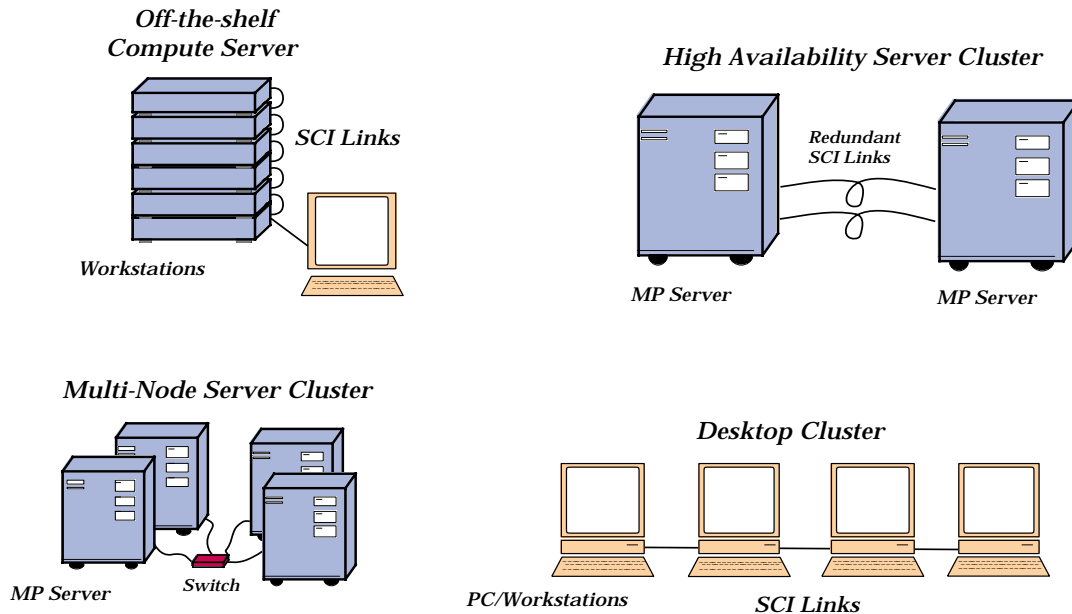 Off-the-shelf
Compute Server
SCI Links
Workstations
High Availability Server Cluster
Redundant
SCI Links
MP Server
MP Server
Multi-Node Server Cluster
MP Server
Switch
Desktop Cluster
PC/Workstations
SCI Links